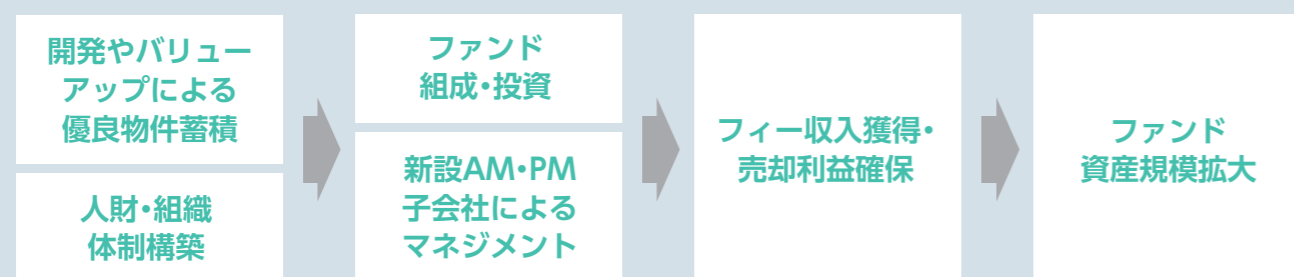 開発やバリュー
アップによる
優良物件蓄積
人財・組織
体制構築
ファンド
組成・投資
新設AM・PM
子会社による
マネジメント
フィー収入獲得・
売却利益確保
ファンド
資産規模拡大